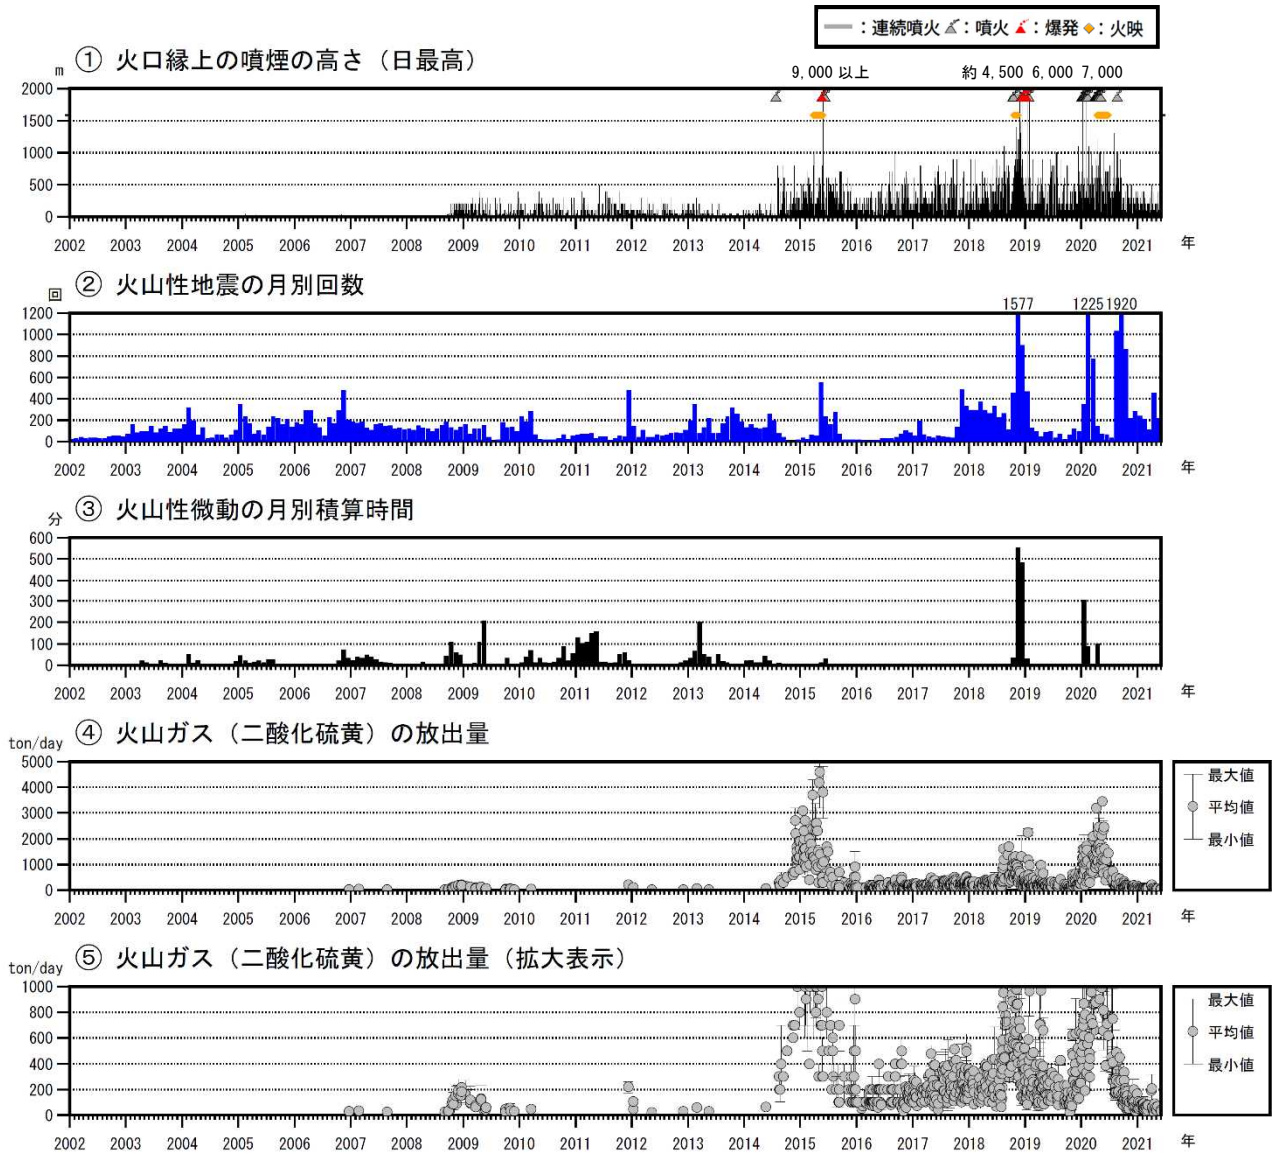 ：連続噴火 ：噴火 ：爆発 ：火映
① 火口縁上の噴煙の高さ（日最高）
m
9,000 以上 約 4,500 6,000 7,000
2000
1500
1000
500
0
2002 2003 2004 2005 2006 2007 2008 2009 2010 2011 2012 2013 2014 2015 2016 2017 2018 2019 2020 2021 年
② 火山性地震の月別回数
回
1577 1225 1920
1200
1000
800
600
400
200
0
2002 2003 2004 2005 2006 2007 2008 2009 2010 2011 2012 2013 2014 2015 2016 2017 2018 2019 2020 2021 年
③ 火山性微動の月別積算時間
分
600
500
400
300
200
100
0
2002 2003 2004 2005 2006 2007 2008 2009 2010 2011 2012 2013 2014 2015 2016 2017 2018 2019 2020 2021 年
④ 火山ガス（二酸化硫黄）の放出量
ton/day
5000
4000
3000
2000
1000
0
最大値
平均値
最小値
2002 2003 2004 2005 2006 2007 2008 2009 2010 2011 2012 2013 2014 2015 2016 2017 2018 2019 2020 2021 年
⑤ 火山ガス（二酸化硫黄）の放出量（拡大表示）
ton/day
1000
800
600
400
200
0
最大値
平均値
最小値
2002 2003 2004 2005 2006 2007 2008 2009 2010 2011 2012 2013 2014 2015 2016 2017 2018 2019 2020 2021 年